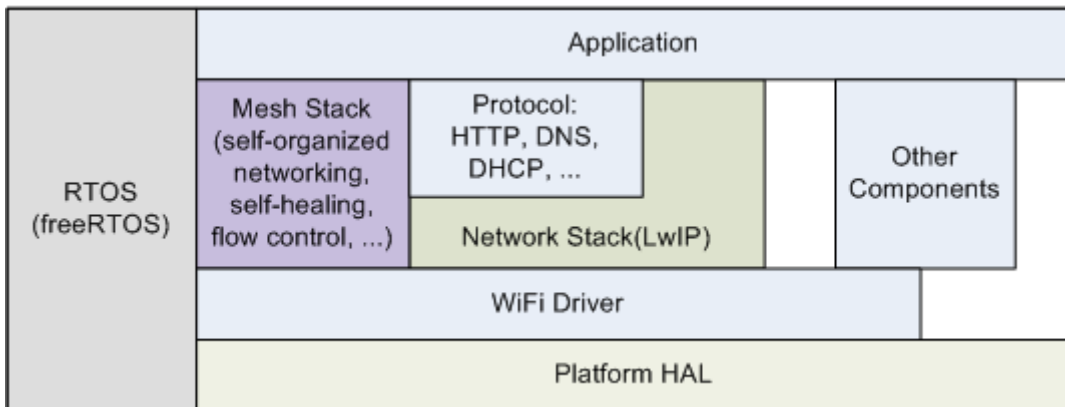 Application
RTOS
(freeRTOS)
Mesh Stack
(self-organized
networking,
self-healing,
flow control, ...)
Protocol:
HTTP, DNS,
DHCP, ...
Network Stack(LwIP)
Other
Components
WiFi Driver
Platform HAL